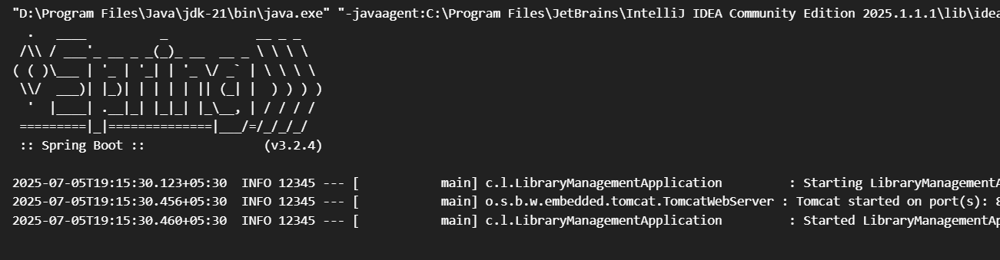 "D:\Program Files\Java\jdk-21\bin\java.exe" "-javaagent:C:\Program Files\JetBrains\IntelliJ IDEA Community Edition 2025.1.1.1\lib\idea
  .   ____          _            __ _ _
 /\\ / ___'_ __ _ _(_)_ __  __ _ \ \ \ \
( ( )\___ | '_ | '_| | '_ \/ _` | \ \ \ \
 \\/  ___)| |_)| | | | | || (_| |  ) ) ) )
  '  |____| .__|_| |_|_| |_\__, | / / / /
 =========|_|==============|___/=/_/_/_/
 :: Spring Boot ::                (v3.2.4)
2025-07-05T19:15:30.123+05:30  INFO 12345 --- [           main] c.l.LibraryManagementApplication         : Starting LibraryManagementA
2025-07-05T19:15:30.456+05:30  INFO 12345 --- [           main] o.s.b.w.embedded.tomcat.TomcatWebServer : Tomcat started on port(s): 8
2025-07-05T19:15:30.460+05:30  INFO 12345 --- [           main] c.l.LibraryManagementApplication         : Started LibraryManagementAp